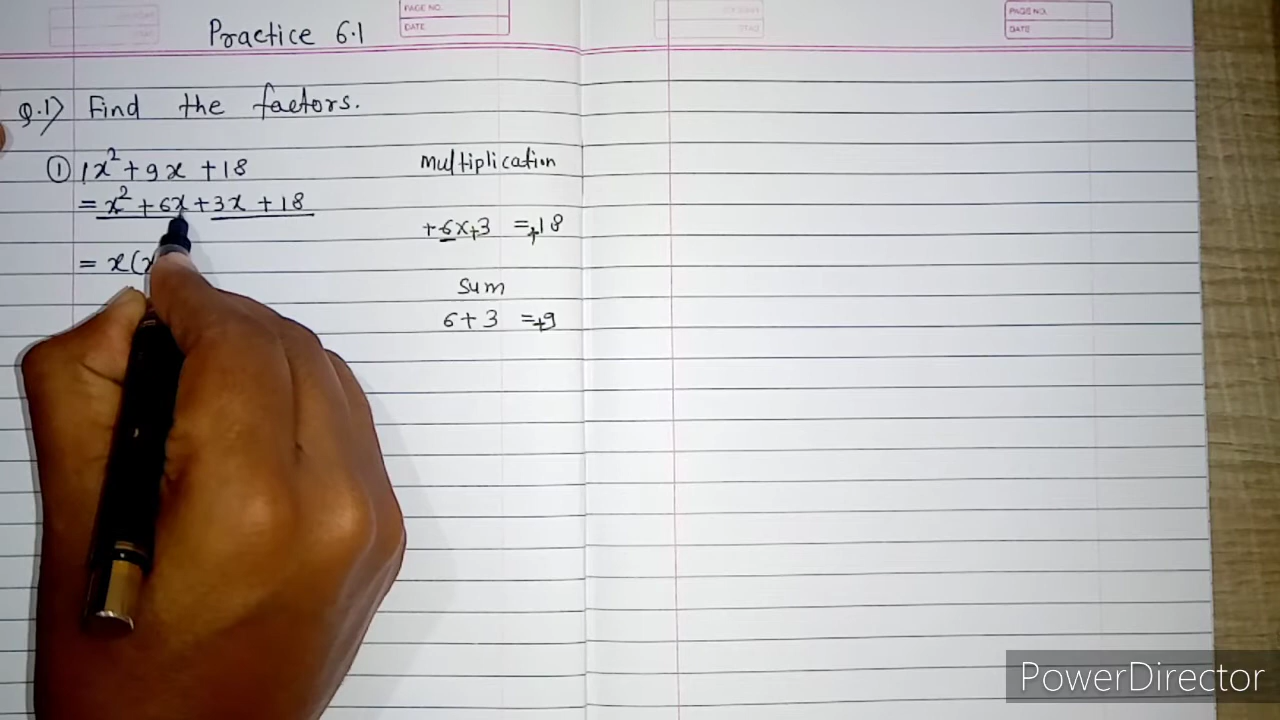 PAGE NO.
DATE
PAGE NO.
DATE
Practice 6.1
Q.1) Find the factors.
① 1x² + 9x + 18
= x² + 6x + 3x + 18
= x(x
Multiplication
+6x+3 =+18
Sum
6+3 =+9
PowerDirector